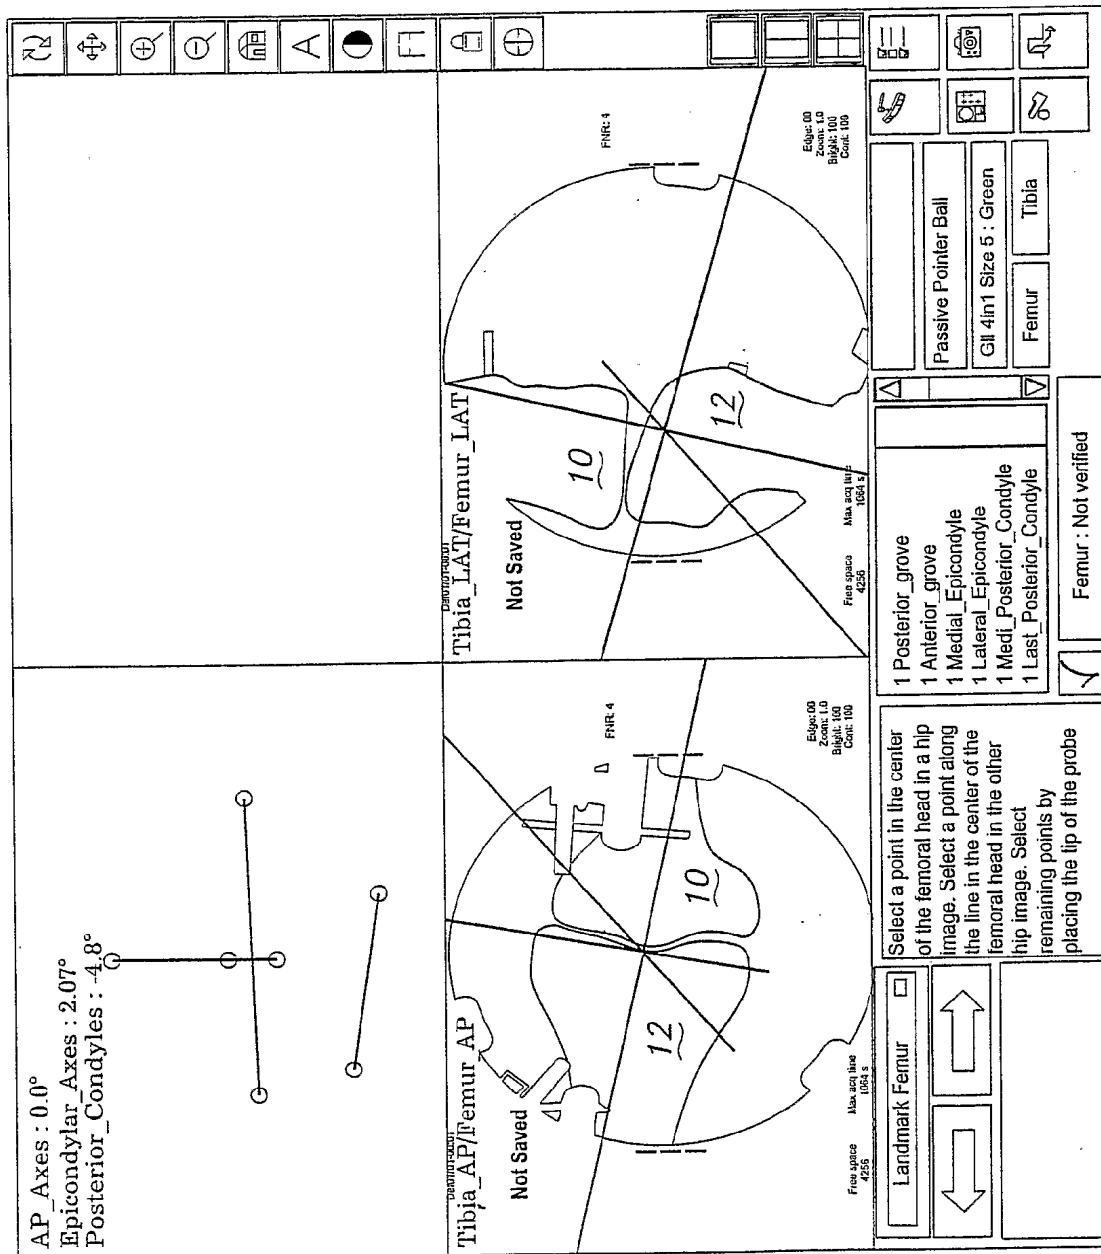 AP_Axes : 0.0°
Epicondylar_Axes : 2.07°
Posterior_Condyles : -4.8°
A
Tibia_AP/Femur_AP
Not Saved
FNR: 4
12
10
Free space
4256
Max acq time
1064 s
Edge: 00
Zoom: 1.0
Bright: 100
Cont: 100
Tibia_LAT/Femur_LAT
Not Saved
FNR: 4
10
12
Free space
4256
Max acq time
1064 s
Edge: 00
Zoom: 1.0
Bright: 100
Cont: 100
Landmark Femur
Select a point in the center
of the femoral head in a hip
image. Select a point along
the line in the center of the
femoral head in the other
hip image. Select
remaining points by
placing the tip of the probe
1 Posterior_grove
1 Anterior_grove
1 Medial_Epicondyle
1 Lateral_Epicondyle
1 Medi_Posterior_Condyle
1 Last_Posterior_Condyle
Femur : Not verified
Passive Pointer Ball
GII 4in1 Size 5 : Green
Femur
Tibia